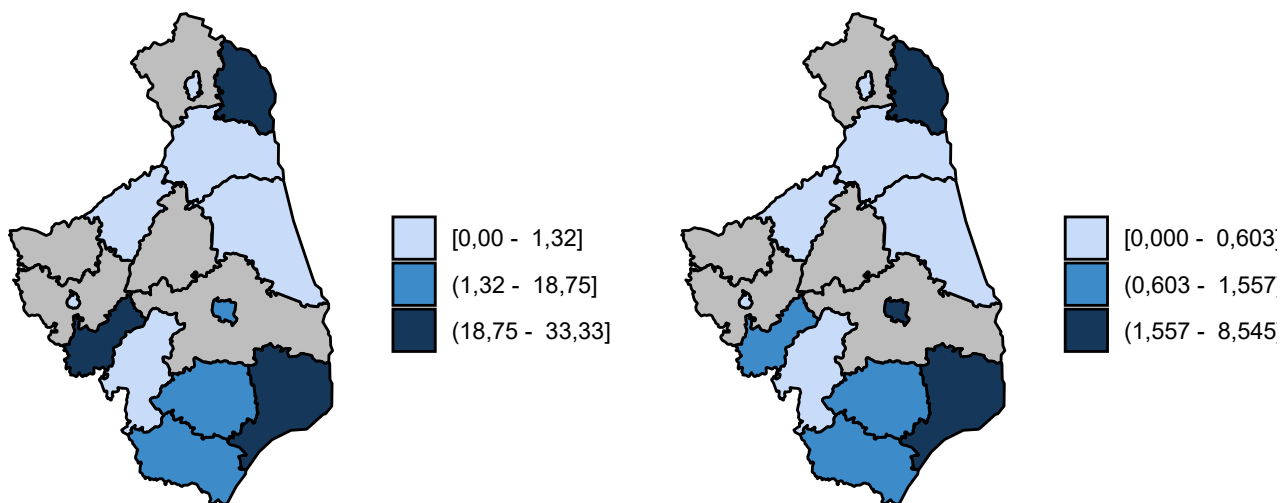 [0,00 - 1,32]
(1,32 - 18,75]
(18,75 - 33,33]
[0,000 - 0,603]
(0,603 - 1,557]
(1,557 - 8,545]